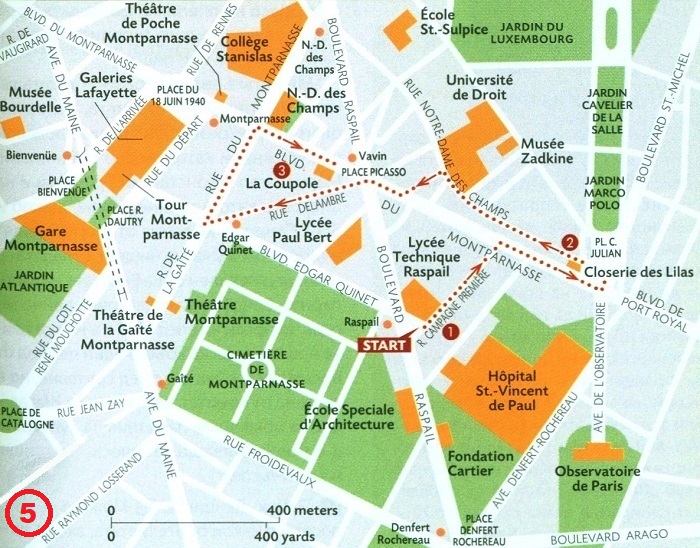 R. DE
VAUGIRARD
BLVD. DU MONTPARNASSE
Théâtre
de Poche
Montparnasse
RUE DE RENNES
Collège
Stanislas
MONTPARNASSE
N.-D. des
Champs
BOULEVARD
RASPAIL
École
St.-Sulpice
JARDIN DU
LUXEMBOURG
BOULEVARD ST.-MICHEL
AV. DU MAINE
Galeries
Lafayette
Musée
Bourdelle
PLACE DU
18 JUIN 1940
R. DE L'ARRIVÉE
RUE DU DÉPART
Montparnasse
N.-D. des
Champs
RUE NOTRE-DAME DES CHAMPS
Université
de Droit
JARDIN
CAVELIER
DE LA
SALLE
Musée
Zadkine
Bienvenüe
PLACE
BIENVENÜE
RUE DU
BLVD.
DU
3
La Coupole
Vavin
PLACE PICASSO
JARDIN
MARCO
POLO
PLACE R.
DAUTRY
Tour
Mont-
parnasse
RUE DELAMBRE
Gare
Montparnasse
Edgar
Quinet
Lycée
Paul Bert
MONTPARNASSE
2
PL. C.
JULIAN
Closerie des Lilas
JARDIN
ATLANTIQUE
R. DE
LA GAÎTÉ
BLVD. EDGAR QUINET
Lycée
Technique
Raspail
BLVD. DE
PORT ROYAL
RUE DU CDT.
RENÉ MOUCHOTTE
Théâtre
Montparnasse
Théâtre de
la Gaîté
Montparnasse
BOULEVARD
RASPAIL
Raspail
START
1
R. CAMPAGNE PREMIÈRE
AVE. DE L'OBSERVATOIRE
CIMETIÈRE
DE
MONTPARNASSE
Hôpital
St.-Vincent
de Paul
Gaîté
PLACE DE
CATALOGNE
RUE JEAN ZAY
AVE. DU MAINE
École Speciale
d'Architecture
RUE FROIDEVAUX
Fondation
Cartier
AVE. DENFERT-ROCHEREAU
Observatoire
de Paris
5
RUE RAYMOND LOSSERAND
0
400 meters
0
400 yards
Denfert
Rochereau
PLACE
DENFERT
ROCHEREAU
BOULEVARD ARAGO